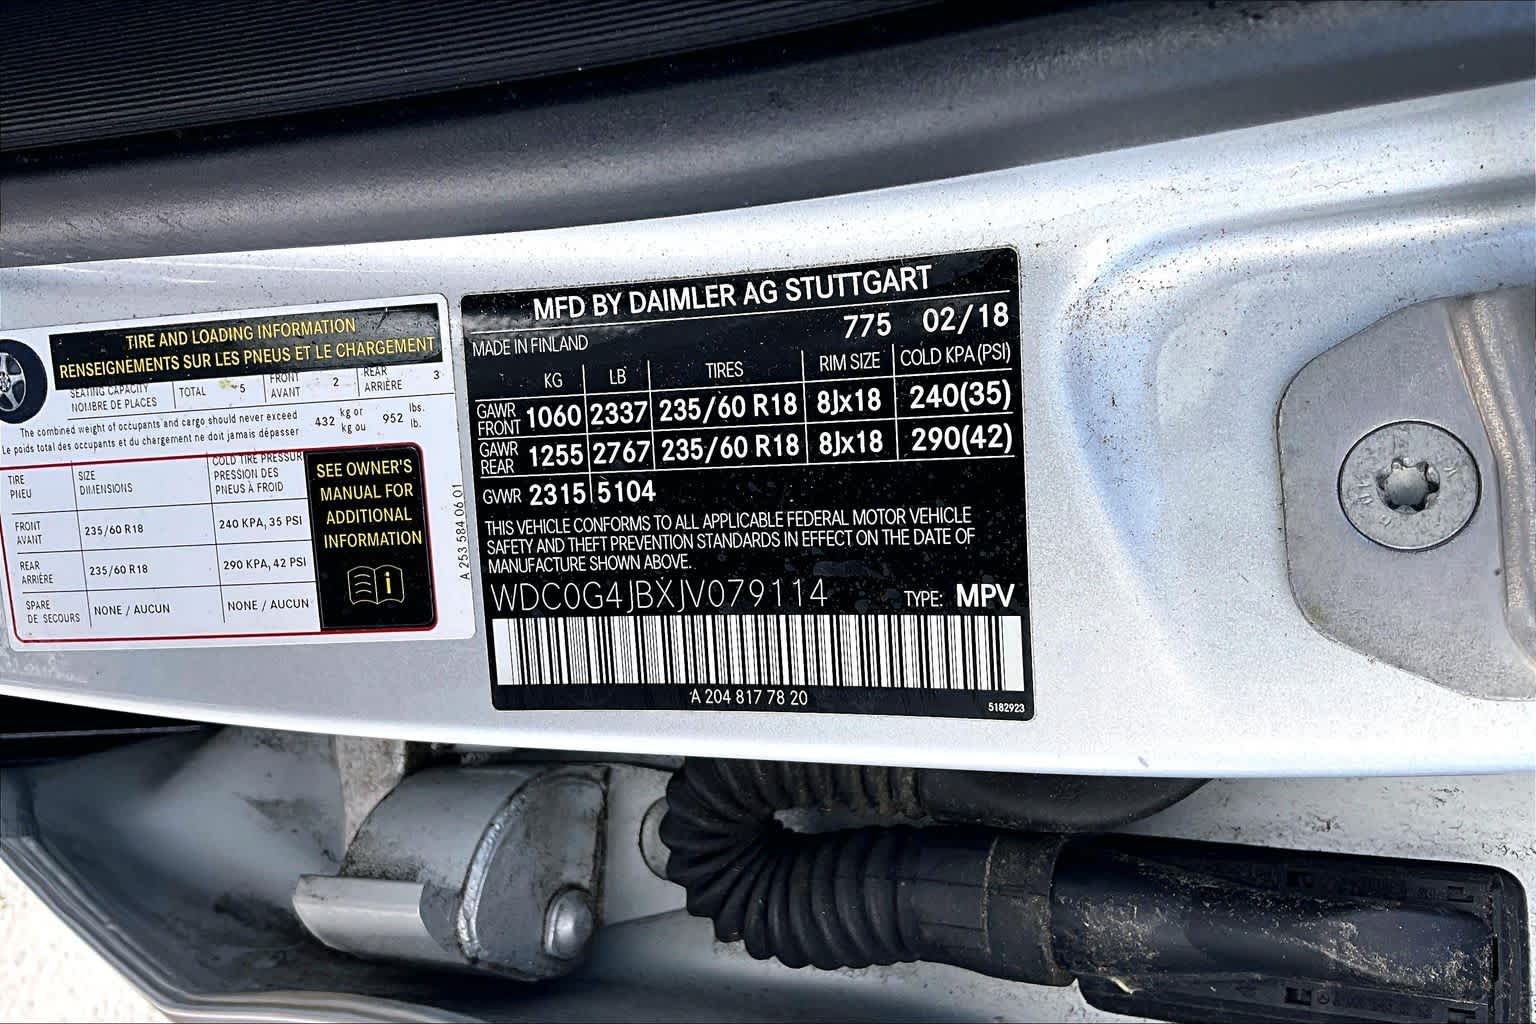 TIRE AND LOADING INFORMATION
RENSEIGNEMENTS SUR LES PNEUS ET LE CHARGEMENT
SEATING CAPACITY
NOMBRE DE PLACES
TOTAL 5
FRONT
AVANT
2
REAR
ARRIÈRE
3
The combined weight of occupants and cargo should never exceed
Le poids total des occupants et du chargement ne doit jamais dépasser
432
kg or
kg ou
952
lbs.
lb.
TIRE
PNEU
SIZE
DIMENSIONS
COLD TIRE PRESSUR
PRESSION DES
PNEUS À FROID
FRONT
AVANT
235/60 R18
240 KPA, 35 PSI
REAR
ARRIÈRE
235/60 R18
290 KPA, 42 PSI
SPARE
DE SECOURS
NONE / AUCUN
NONE / AUCUN
SEE OWNER'S
MANUAL FOR
ADDITIONAL
INFORMATION
A 253 584 06 01
MFD BY DAIMLER AG STUTTGART
775 02/18
MADE IN FINLAND
KG LB TIRES RIM SIZE COLD KPA(PSI)
GAWR
FRONT
1060 2337 235/60 R18 8Jx18 240(35)
GAWR
REAR
1255 2767 235/60 R18 8Jx18 290(42)
GVWR 2315 5104
THIS VEHICLE CONFORMS TO ALL APPLICABLE FEDERAL MOTOR VEHICLE
SAFETY AND THEFT PREVENTION STANDARDS IN EFFECT ON THE DATE OF
MANUFACTURE SHOWN ABOVE.
WDC0G4JBXJV079114 TYPE: MPV
A 204 817 78 20
5182923